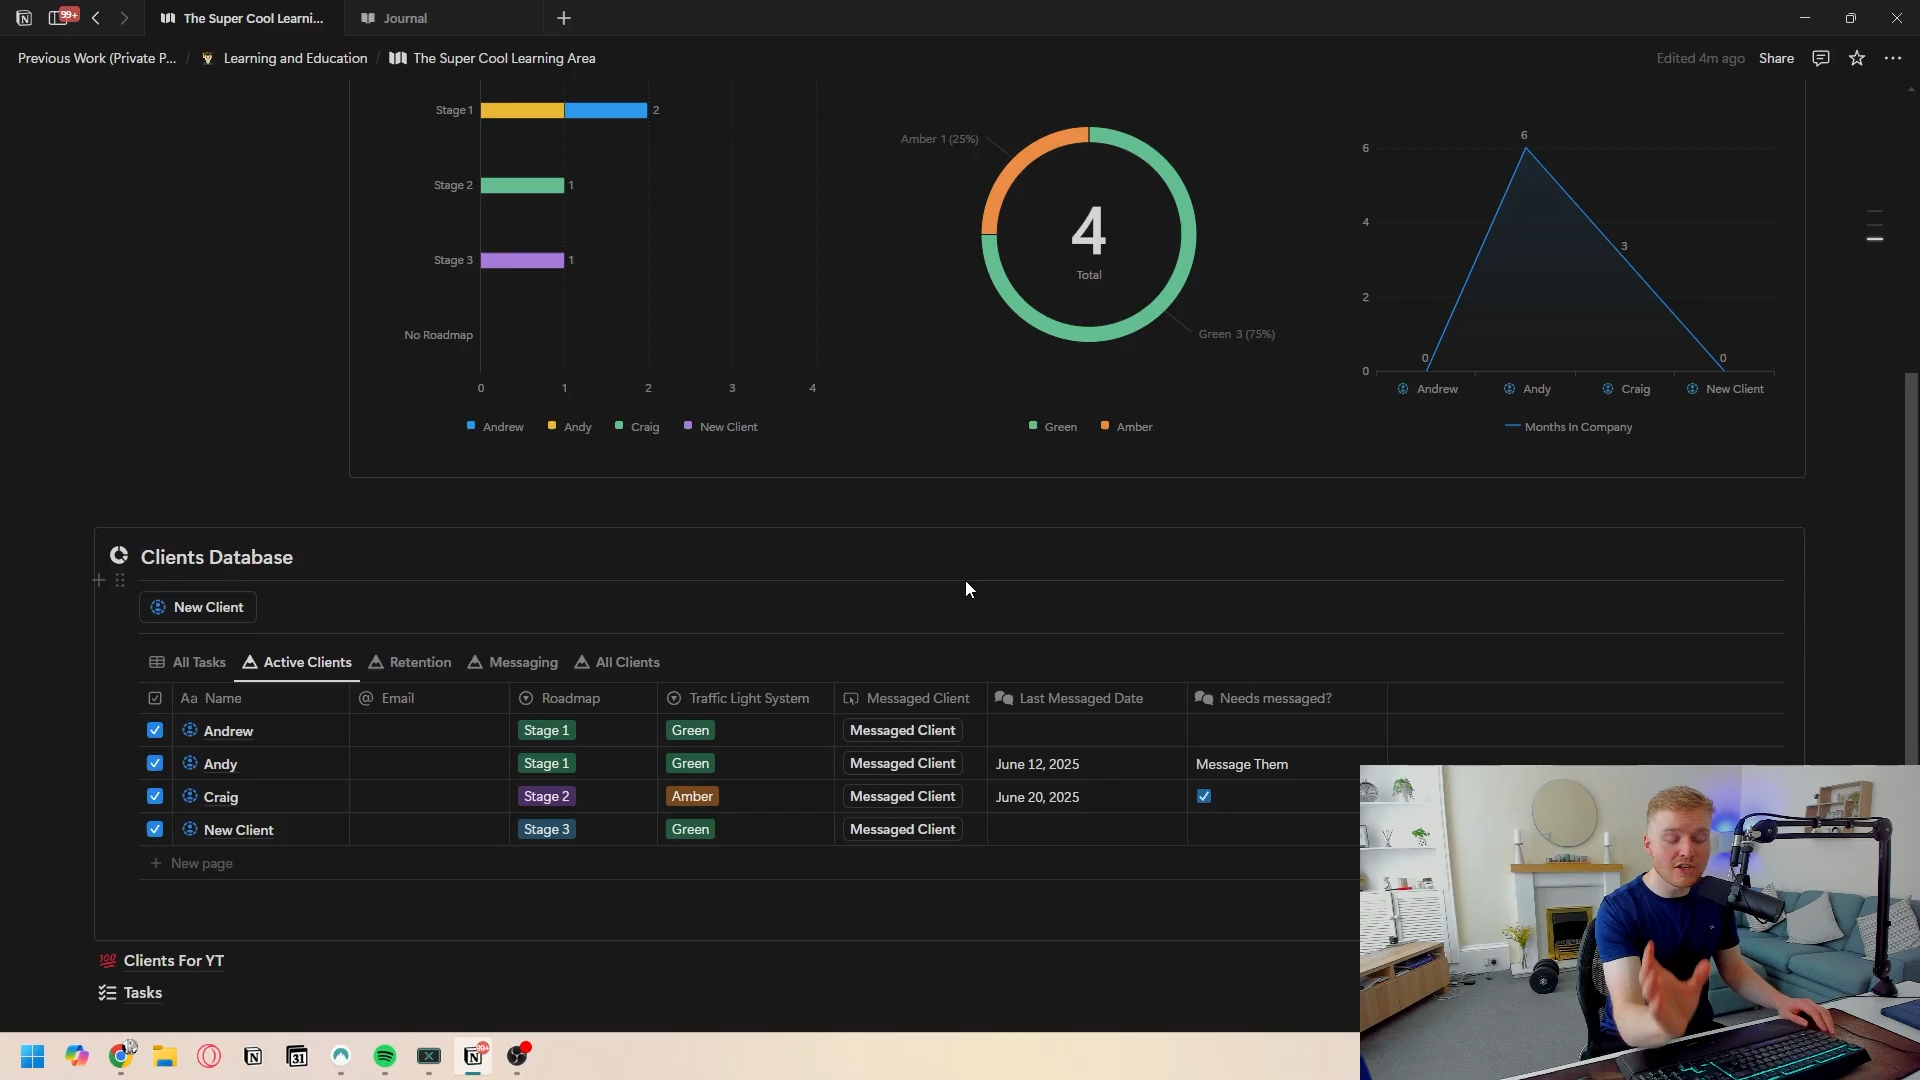 99+
The Super Cool Learni...
Journal
Previous Work (Private P... / Learning and Education / The Super Cool Learning Area
Edited 4m ago
Share
Stage 1
2
Stage 2
1
Stage 3
1
No Roadmap
0 1 2 3 4
Andrew Andy Craig New Client
Amber 1 (25%)
4
Total
Green 3 (75%)
Green Amber
6
6
4
3
2
0
0
0
Andrew Andy Craig New Client
Months In Company
Clients Database
New Client
All Tasks Active Clients Retention Messaging All Clients
Aa Name @ Email Roadmap Traffic Light System Messaged Client Last Messaged Date Needs messaged?
Andrew Stage 1 Green Messaged Client
Andy Stage 1 Green Messaged Client June 12, 2025 Message Them
Craig Stage 2 Amber Messaged Client June 20, 2025
New Client Stage 3 Green Messaged Client
New page
💯 Clients For YT
Tasks
31
99+